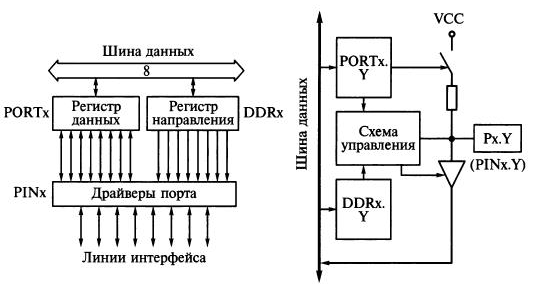 Шина данных
8
PORTx
Регистр
данных
Регистр
направления
DDRx
PINx
Драйверы порта
Линии интерфейса
Шина данных
VCC
PORTx.
Y
Схема
управления
Px.Y
(PINx.Y)
DDRx.
Y